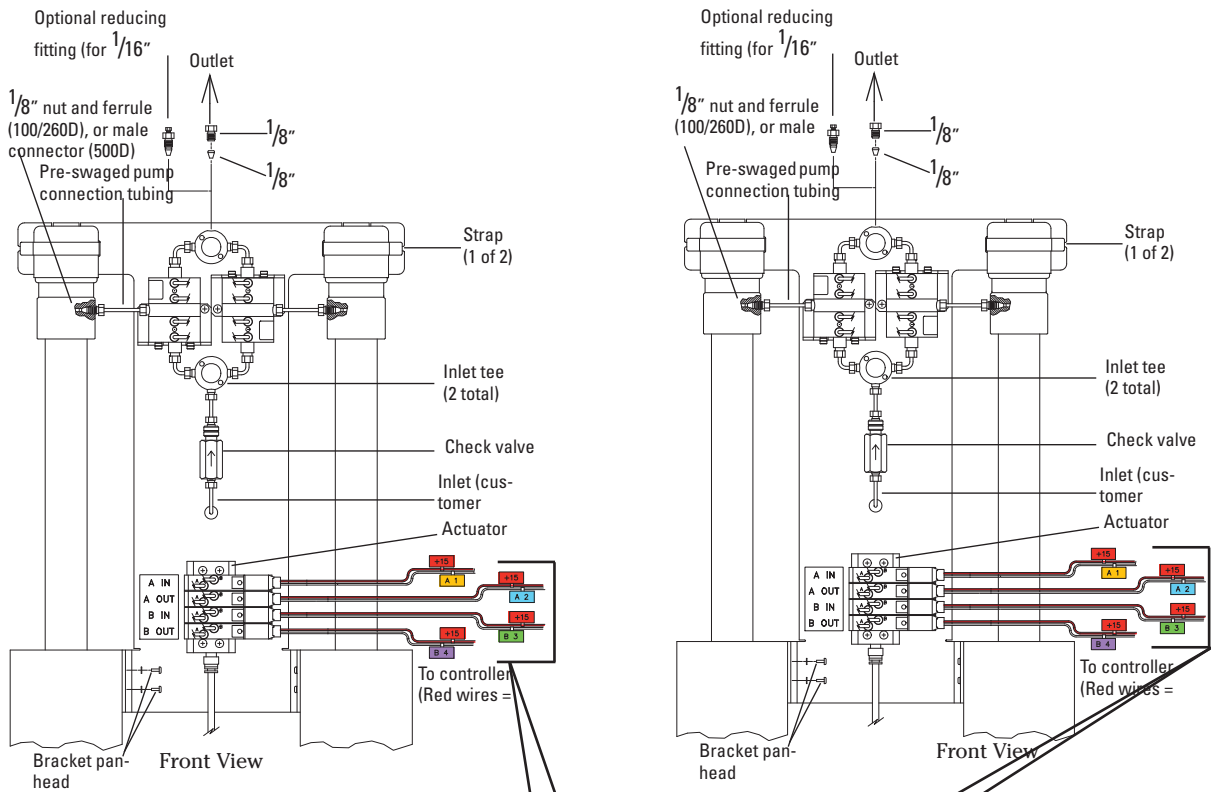 Optional reducing
fitting (for 1/16"
Outlet
1/8" nut and ferrule
(100/260D), or male
connector (500D)
1/8"
1/8"
Pre-swaged pump
connection tubing
Strap
(1 of 2)
Inlet tee
(2 total)
Check valve
Inlet (cus-
tomer
Actuator
A IN
A OUT
B IN
B OUT
+15
A 1
+15
A 2
+15
B 3
+15
B 4
To controller
(Red wires =
Bracket pan-
head
Front View
Optional reducing
fitting (for 1/16"
Outlet
1/8" nut and ferrule
(100/260D), or male
1/8"
1/8"
Pre-swaged pump
connection tubing
Strap
(1 of 2)
Inlet tee
(2 total)
Check valve
Inlet (cus-
tomer
Actuator
A IN
A OUT
B IN
B OUT
+15
A 1
+15
A 2
+15
B 3
+15
B 4
To controller
(Red wires =
Bracket pan-
head
Front View